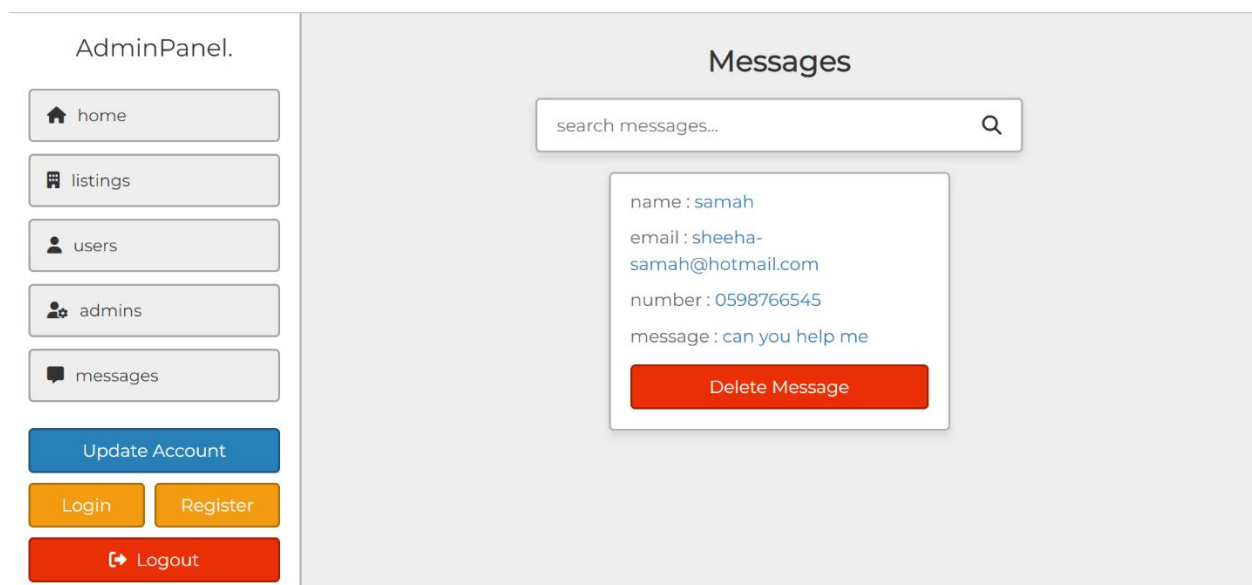 AdminPanel.
home
listings
users
admins
messages
Update Account
Login
Register
Logout
Messages
search messages...
name : samah
email : sheeha-
samah@hotmail.com
number : 0598766545
message : can you help me
Delete Message